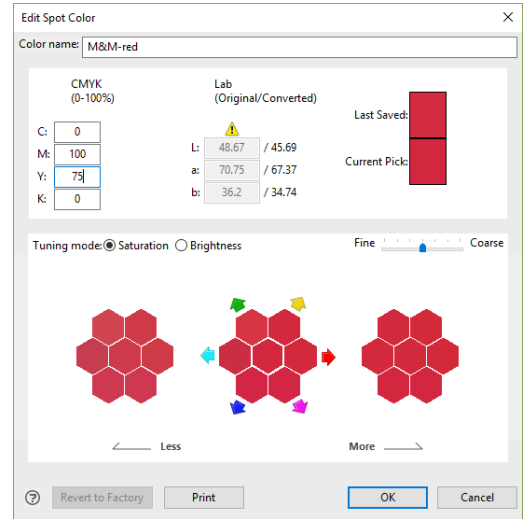 Edit Spot Color
Color name: M&M-red
CMYK
(0-100%)
Lab
(Original/Converted)
C: 0
M: 100
Y: 75
K: 0
L: 48.67 / 45.69
a: 70.75 / 67.37
b: 36.2 / 34.74
Last Saved:
Current Pick:
Tuning mode: Saturation Brightness
Fine Coarse
Less More
? Revert to Factory Print OK Cancel